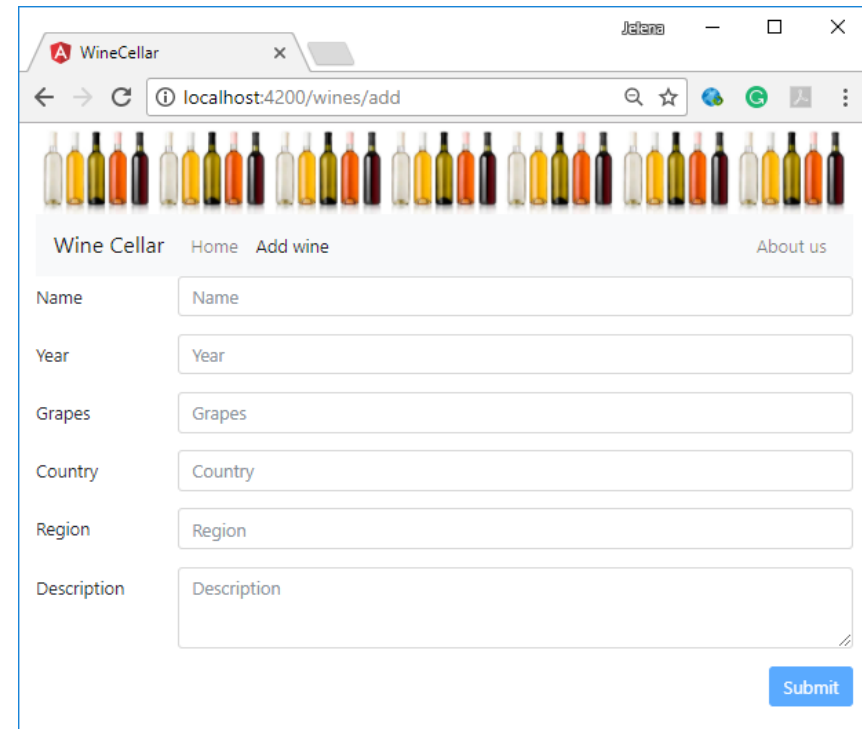 Jelena
WineCellar
localhost:4200/wines/add
Wine Cellar Home Add wine About us
Name Name
Year Year
Grapes Grapes
Country Country
Region Region
Description Description
Submit